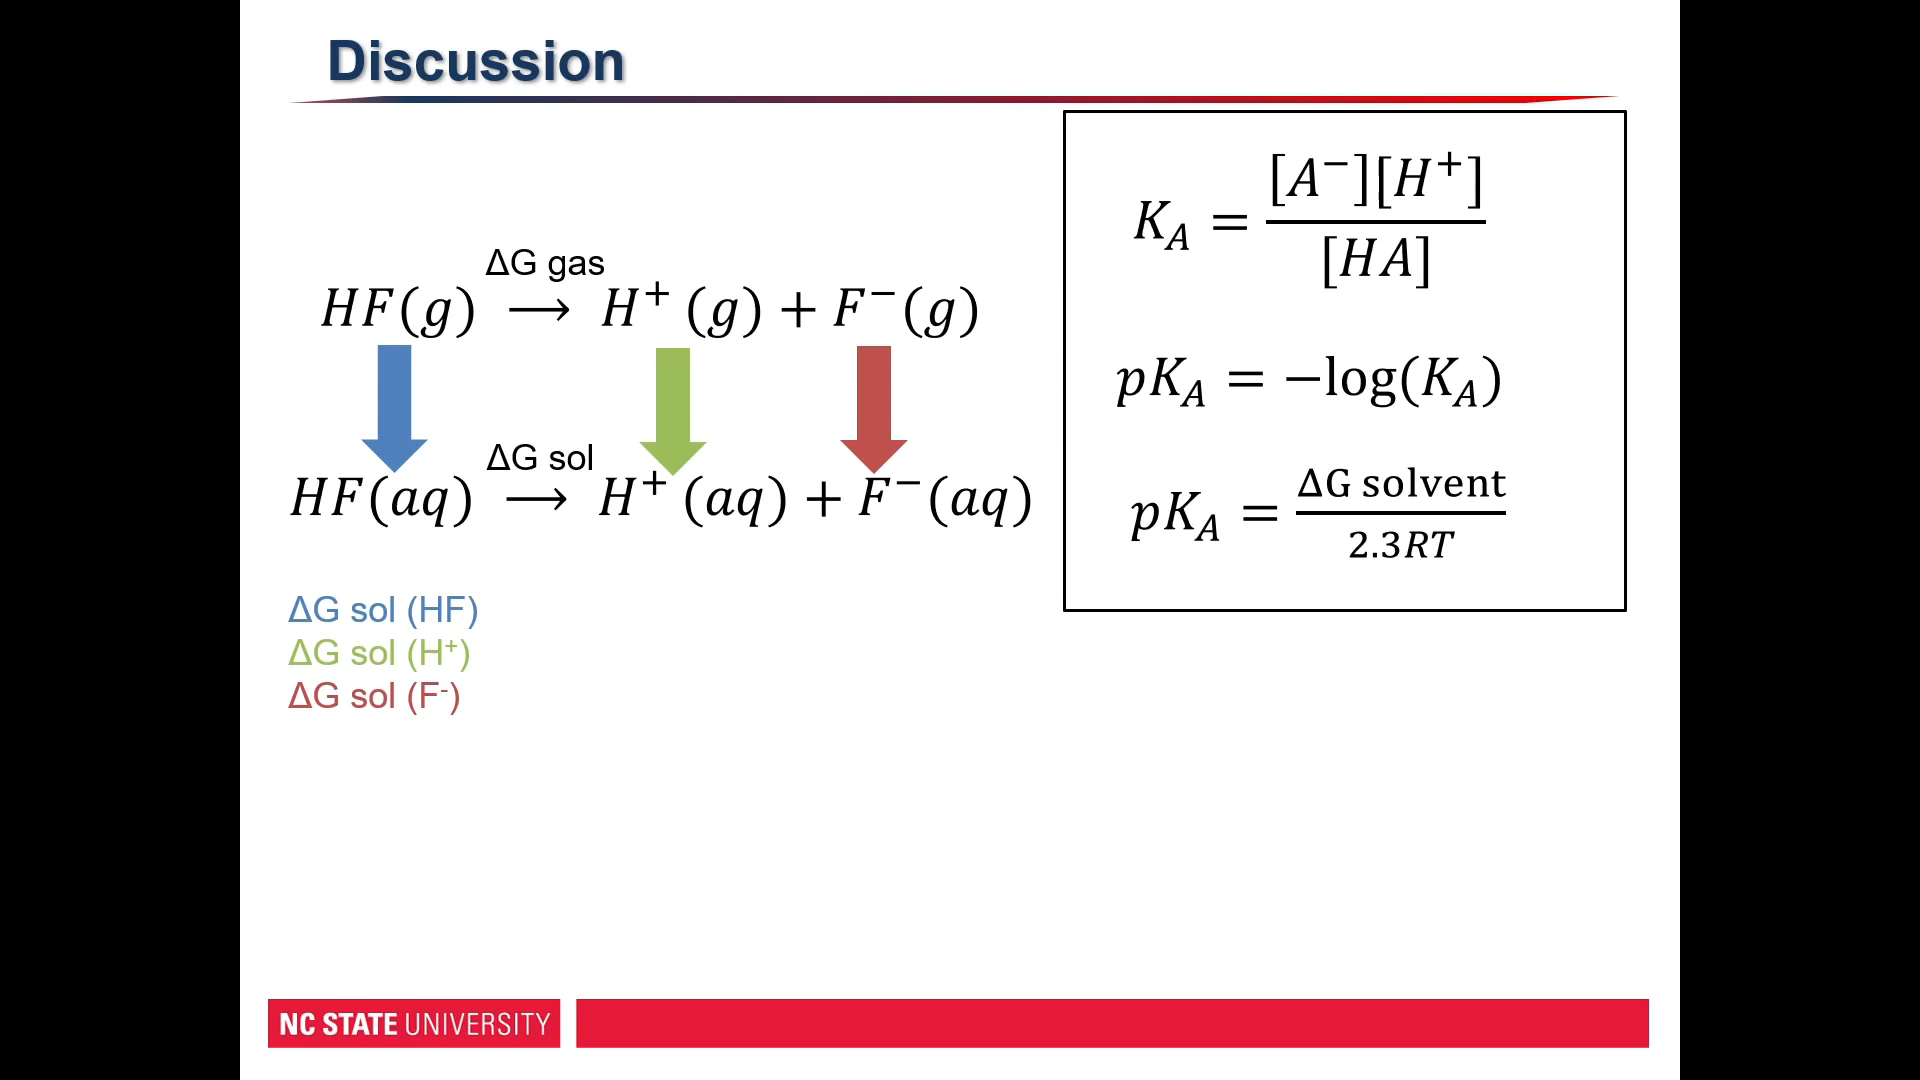 Discussion
ΔG gas
HF(g) ⟶ H⁺(g) + F⁻(g)
ΔG sol
HF(aq) ⟶ H⁺(aq) + F⁻(aq)
ΔG sol (HF)
ΔG sol (H⁺)
ΔG sol (F⁻)
K_A = [A⁻][H⁺] / [HA]
pK_A = −log(K_A)
pK_A = ΔG solvent / 2.3RT
NC STATE UNIVERSITY